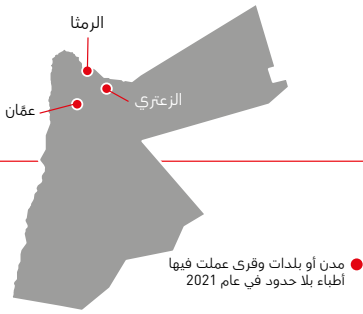 الرمثا
الزعتري
عمّان
مدن أو بلدات وقرى عملت فيها
أطباء بلا حدود في عام 2021